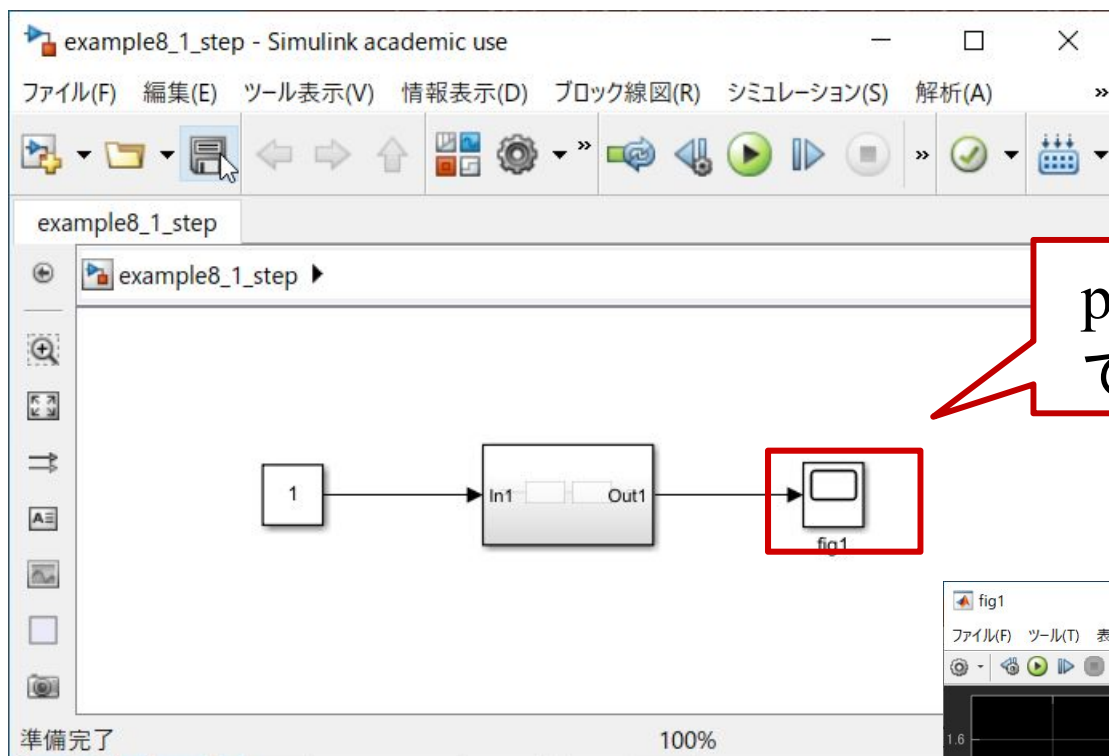 example8_1_step - Simulink academic use
ファイル(F) 編集(E) ツール表示(V) 情報表示(D) ブロック線図(R) シミュレーション(S) 解析(A) »
example8_1_step
example8_1_step
1
In1 Out1
fig1
fig1
ファイル(F) ツール(T) 表
1.6
準備完了 100%